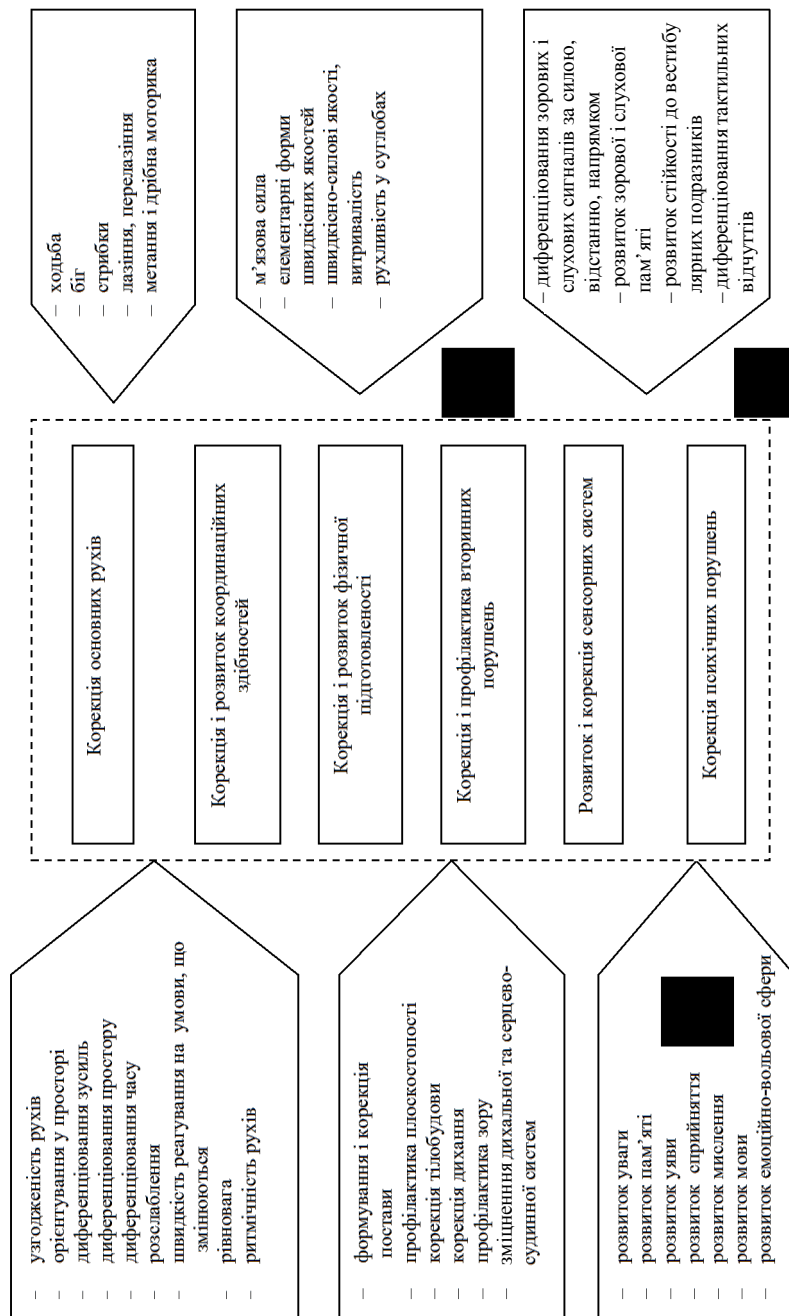 – узгодженість рухів
– орієнтування у просторі
– диференціювання зусиль
– диференціювання простору
– диференціювання часу
– розслаблення
– швидкість реагування на умови, що
змінюються
– рівновага
– ритмічність рухів
– формування і корекція
постави
– профілактика плоскостопості
– корекція тілобудови
– корекція дихання
– профілактика зору
– зміцненння дихальної та серцево-
судинної систем
– розвиток уваги
– розвиток пам’яті
– розвиток уяви
– розвиток сприйняття
– розвиток мислення
– розвиток мови
– розвиток емоційно-вольової сфери
Корекція основних рухів
Корекція і розвиток координаційних
здібностей
Корекція і розвиток фізичної
підготовленості
Корекція і профілактика вторинних
порушень
Розвиток і корекція сенсорних систем
Корекція психічних порушень
– ходьба
– біг
– стрибки
– лазіння, перелазіння
– метання і дрібна моторика
– м’язова сила
– елементарні форми
швидкісних якостей
– швидкісно-силові якості,
витривалість
– рухливість у суглобах
– диференціювання зорових і
слухових сигналів за силою,
відстанню, напрямком
– розвиток зорової і слухової
пам’яті
– розвиток стійкості до вестибу
лярних подразників
– диференціювання тактильних
відчуттів